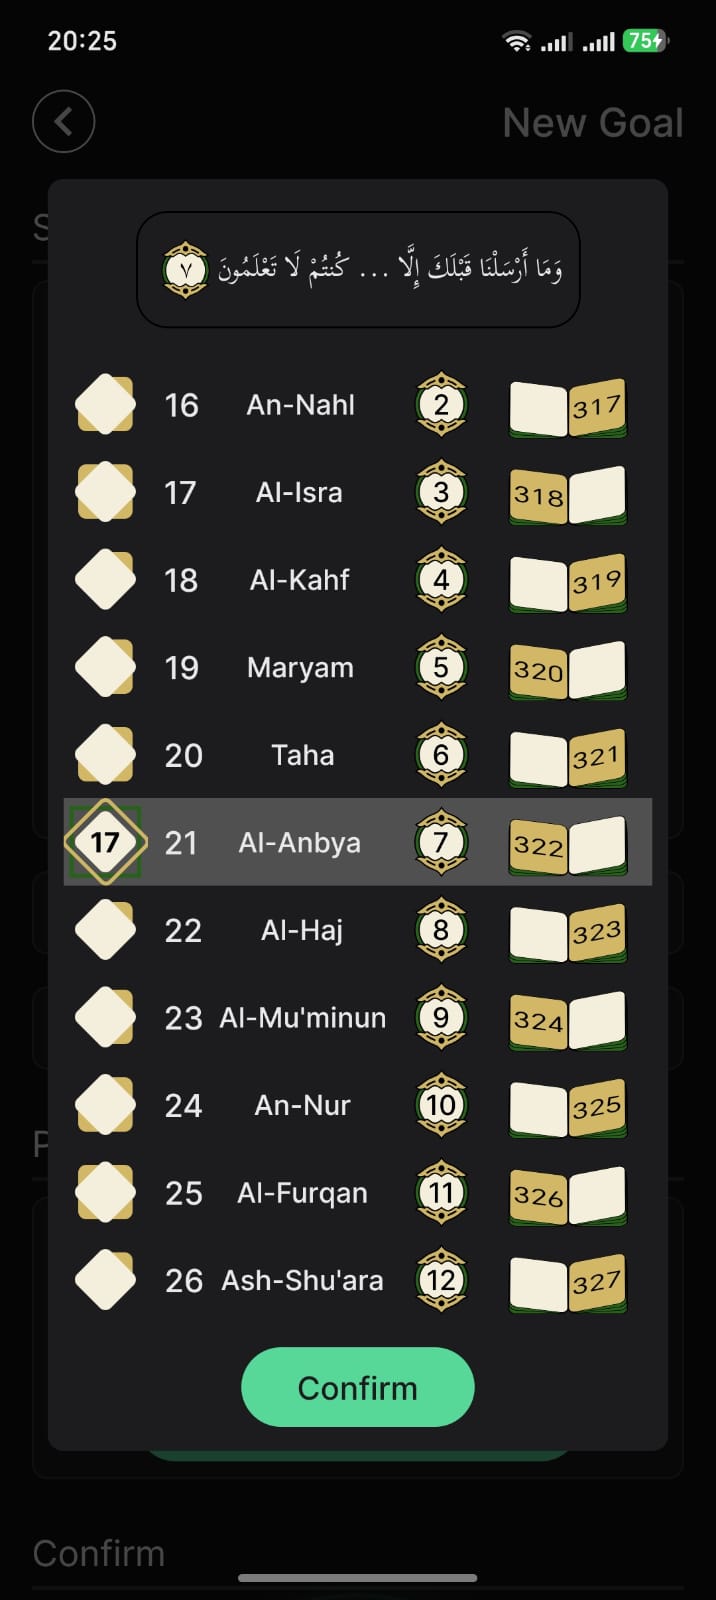 20:25
75
New Goal
S
وَمَا أَرْسَلْنَا قَبْلَكَ إِلَّا ... كُنتُمْ لَا تَعْلَمُونَ ٧
16 An-Nahl 2 317
17 Al-Isra 3 318
18 Al-Kahf 4 319
19 Maryam 5 320
20 Taha 6 321
17 21 Al-Anbya 7 322
22 Al-Haj 8 323
23 Al-Mu'minun 9 324
24 An-Nur 10 325
25 Al-Furqan 11 326
26 Ash-Shu'ara 12 327
P
Confirm
Confirm